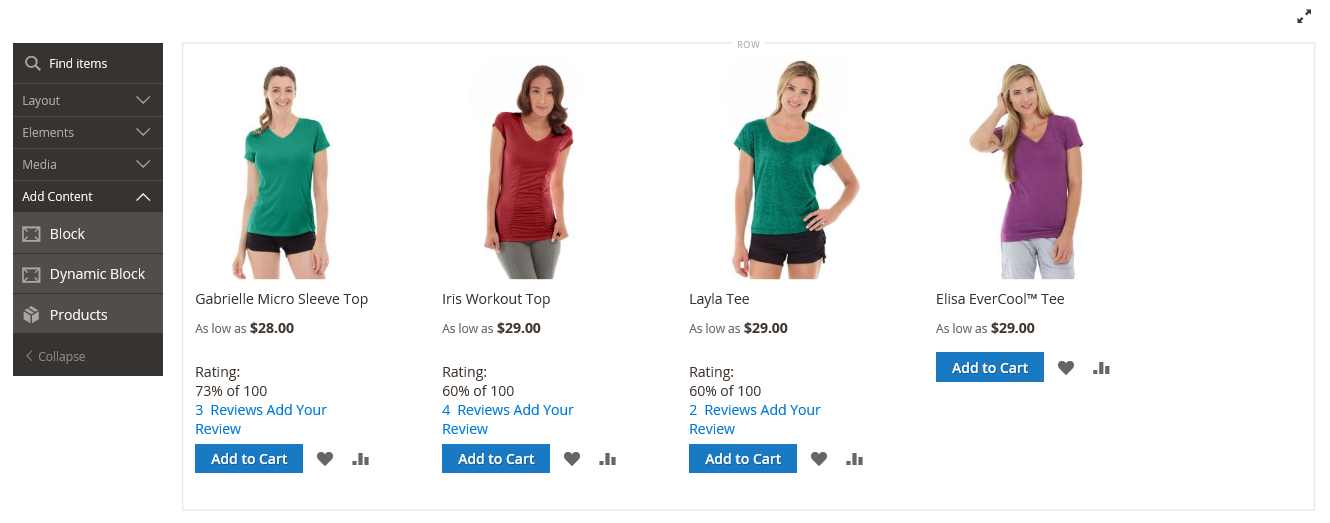 ROW
Find items
Layout
Elements
Media
Add Content
Block
Dynamic Block
Products
Collapse
Gabrielle Micro Sleeve Top
As low as $28.00
Rating:
73% of 100
3 Reviews Add Your
Review
Add to Cart
Iris Workout Top
As low as $29.00
Rating:
60% of 100
4 Reviews Add Your
Review
Add to Cart
Layla Tee
As low as $29.00
Rating:
60% of 100
2 Reviews Add Your
Review
Add to Cart
Elisa EverCool™ Tee
As low as $29.00
Add to Cart